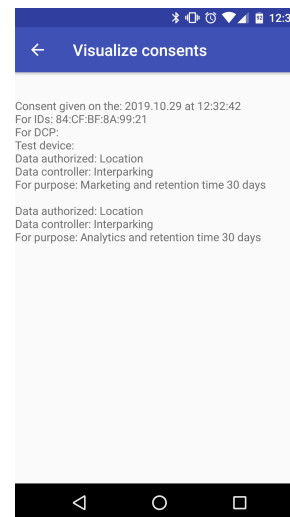 12:3
Visualize consents
Consent given on the: 2019.10.29 at 12:32:42
For IDs: 84:CF:BF:8A:99:21
For DCP:
Test device:
Data authorized: Location
Data controller: Interparking
For purpose: Marketing and retention time 30 days
Data authorized: Location
Data controller: Interparking
For purpose: Analytics and retention time 30 days